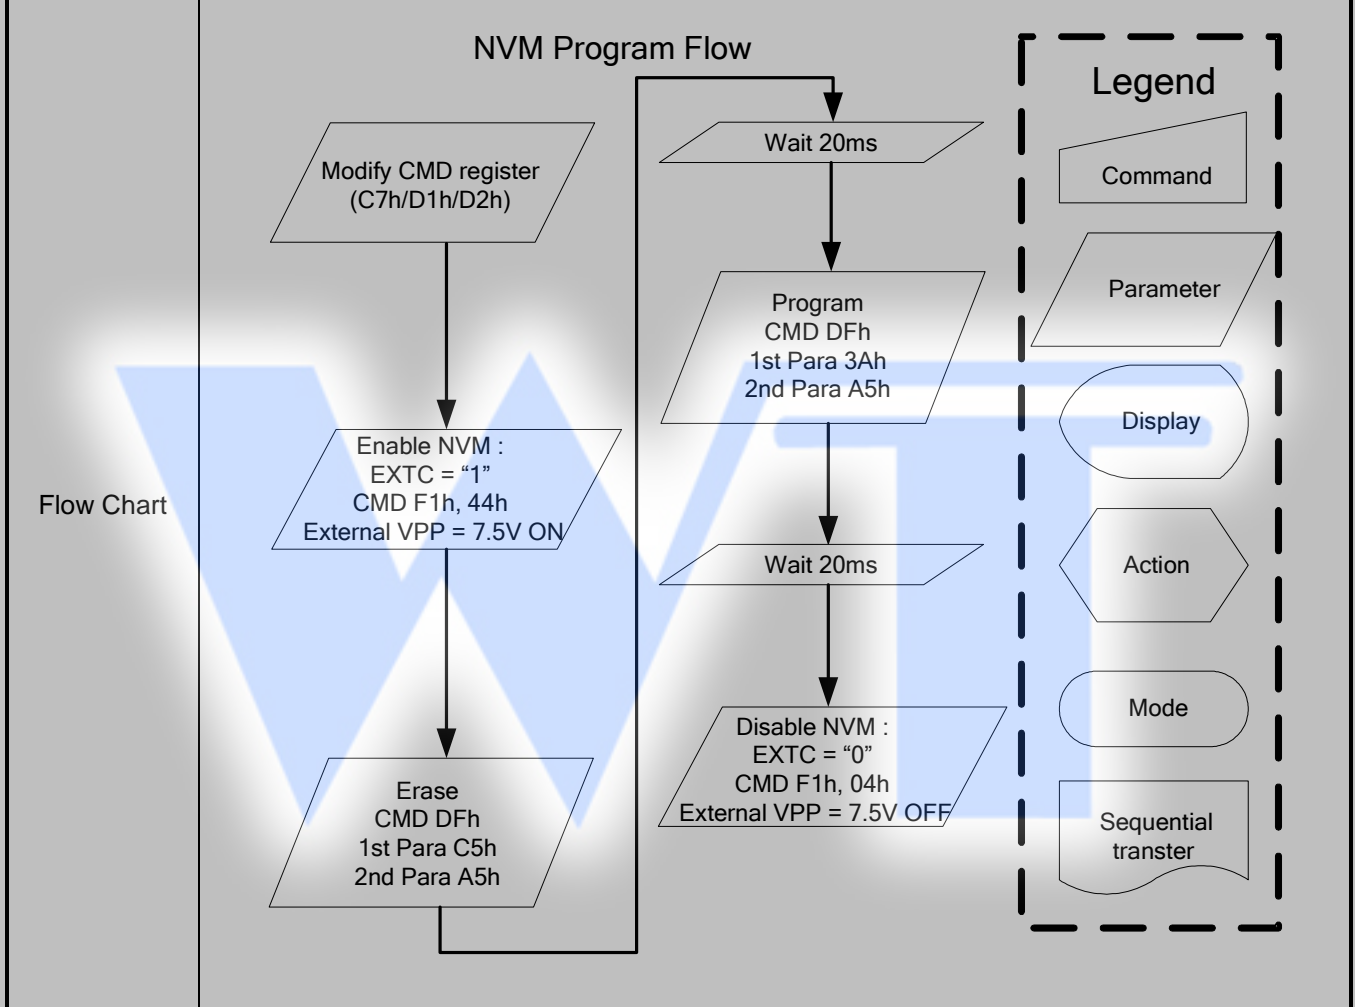 NVM Program Flow
Flow Chart
Modify CMD register
(C7h/D1h/D2h)
Enable NVM :
EXTC = “1”
CMD F1h, 44h
External VPP = 7.5V ON
Erase
CMD DFh
1st Para C5h
2nd Para A5h
Wait 20ms
Program
CMD DFh
1st Para 3Ah
2nd Para A5h
Wait 20ms
Disable NVM :
EXTC = “0”
CMD F1h, 04h
External VPP = 7.5V OFF
Legend
Command
Parameter
Display
Action
Mode
Sequential
transter
WT